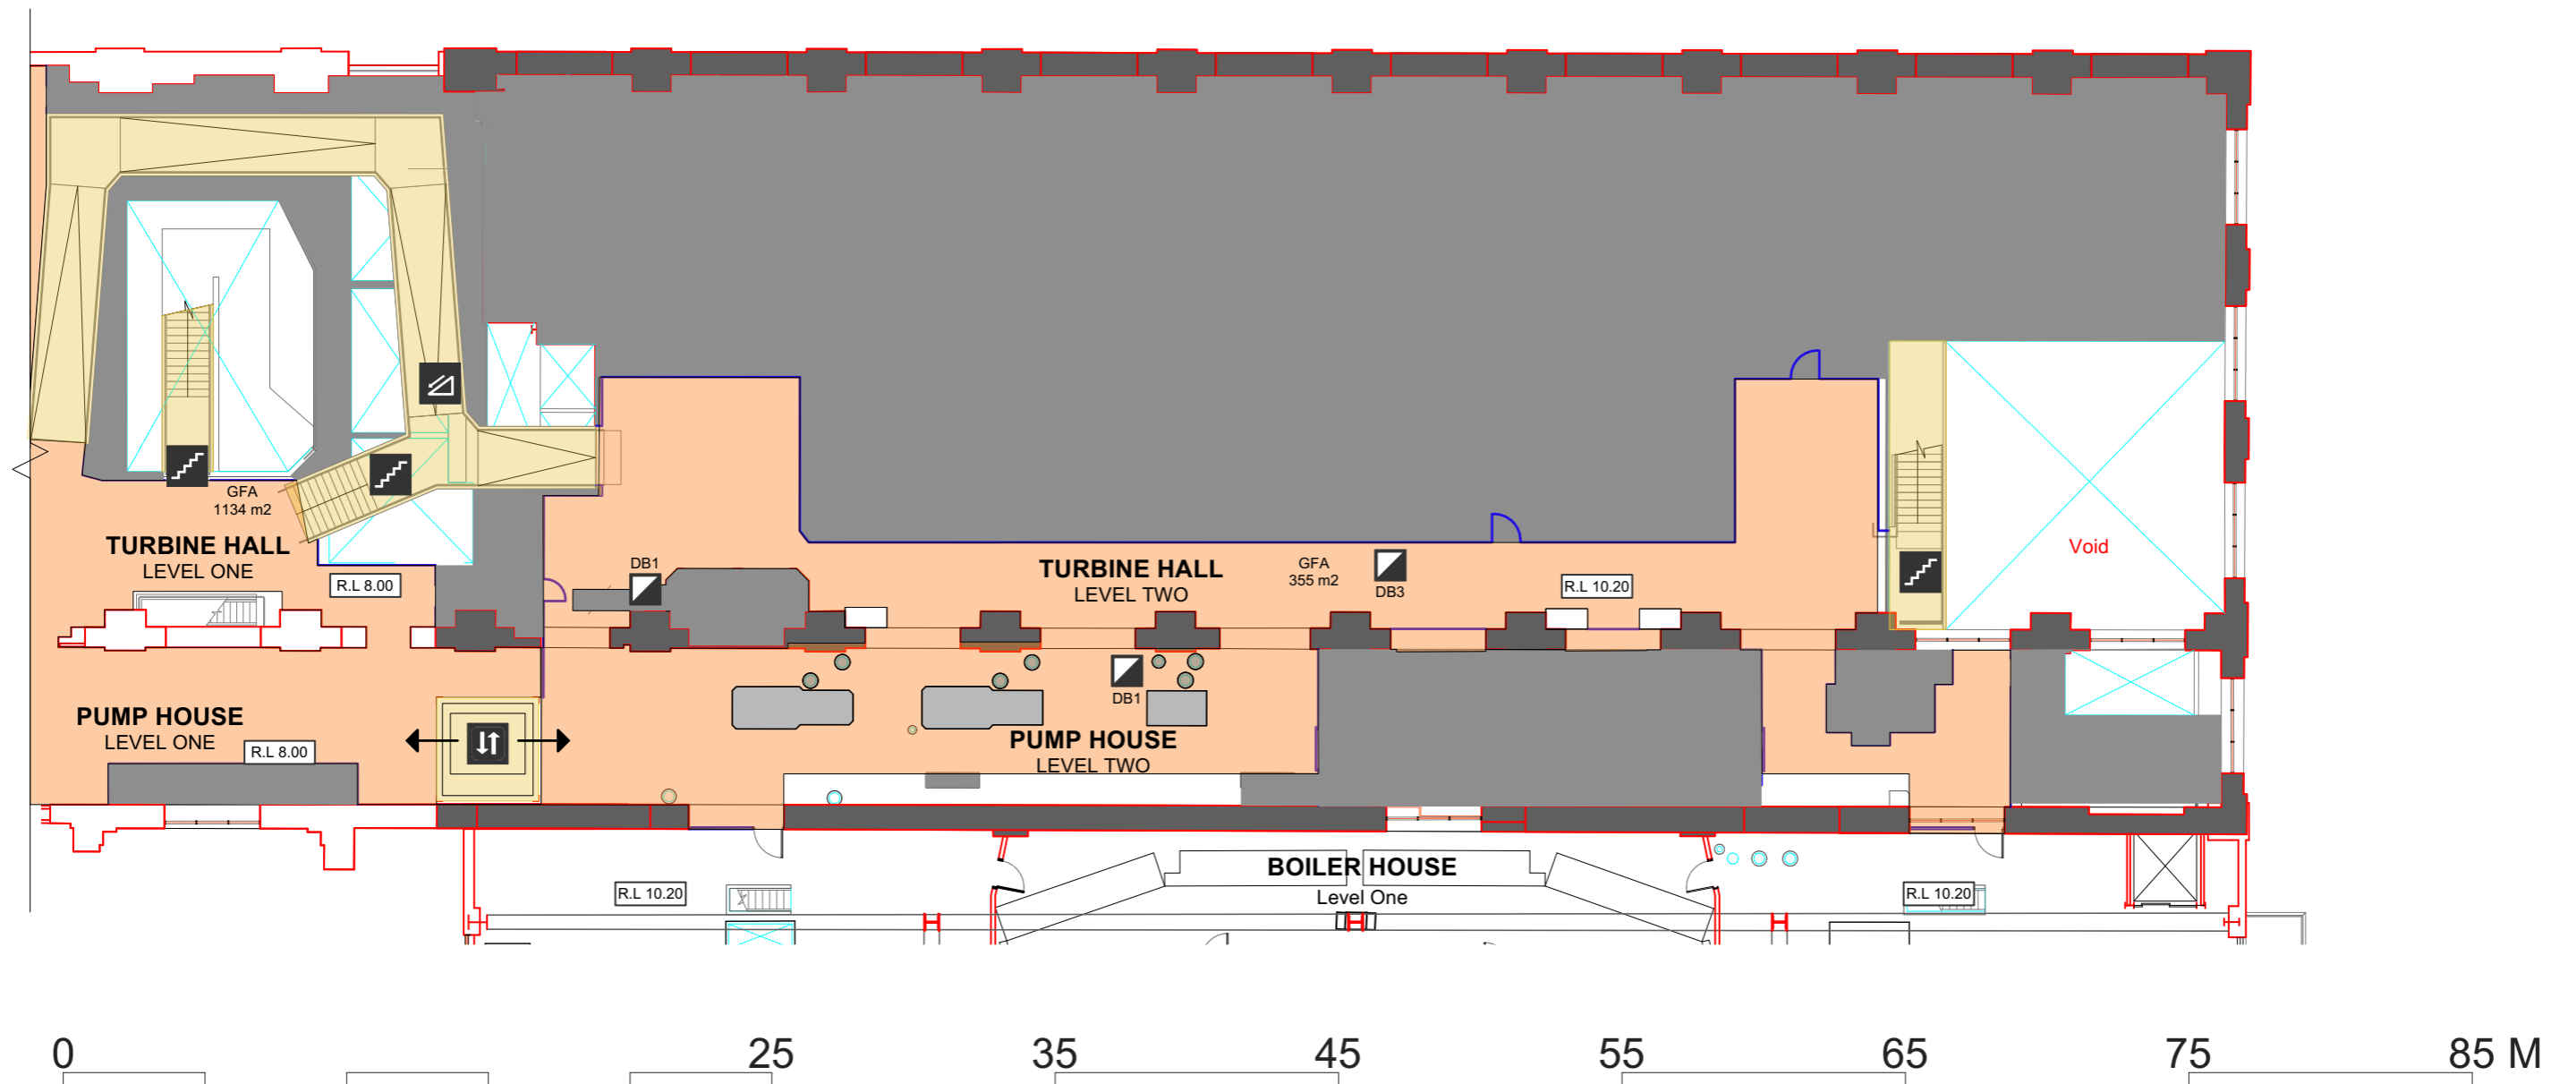 GFA
1134 m2
TURBINE HALL
LEVEL ONE
R.L 8.00
PUMP HOUSE
LEVEL ONE
R.L 8.00
DB1
TURBINE HALL
LEVEL TWO
GFA
355 m2
DB3
R.L 10.20
Void
DB1
PUMP HOUSE
LEVEL TWO
BOILER HOUSE
Level One
R.L 10.20
R.L 10.20
0 25 35 45 55 65 75 85 M